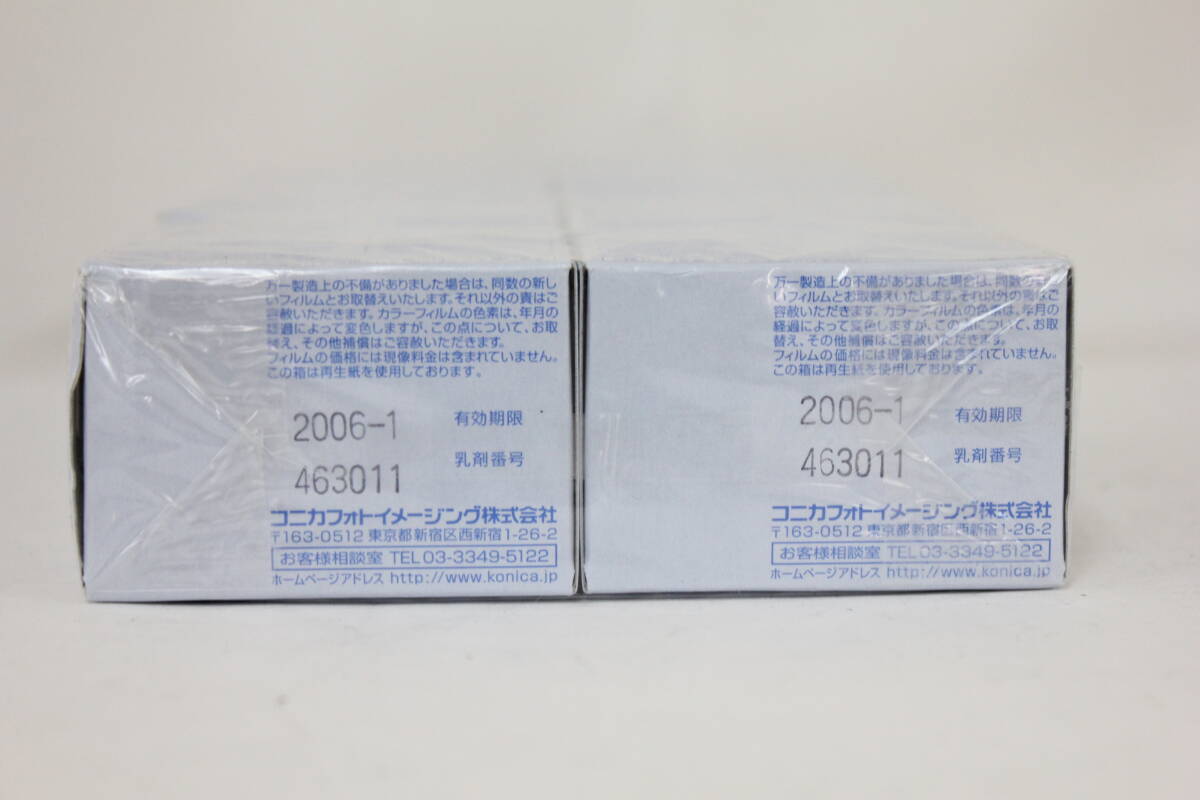 万一製造上の不備がありました場合は、同数の新し
いフィルムとお取替えいたします。それ以外の責はご
容赦いただきます。カラーフィルムの色素は、年月の
経過によって変色しますが、この点について、お取
替え、その他補償はご容赦いただきます。
フィルムの価格には現像料金は含まれていません。
この箱は再生紙を使用しております。
2006-1 有効期限
463011 乳剤番号
コニカフォトイメージング株式会社
〒163-0512 東京都新宿区西新宿1-26-2
お客様相談室 TEL03-3349-5122
ホームページアドレス http://www.konica.jp
万一製造上の不備がありました場合は、同数の新し
いフィルムとお取替えいたします。それ以外の責はご
容赦いただきます。カラーフィルムの色素は、年月の
経過によって変色しますが、この点について、お取
替え、その他補償はご容赦いただきます。
フィルムの価格には現像料金は含まれていません。
この箱は再生紙を使用しております。
2006-1 有効期限
463011 乳剤番号
コニカフォトイメージング株式会社
〒163-0512 東京都新宿区西新宿1-26-2
お客様相談室 TEL03-3349-5122
ホームページアドレス http://www.konica.jp